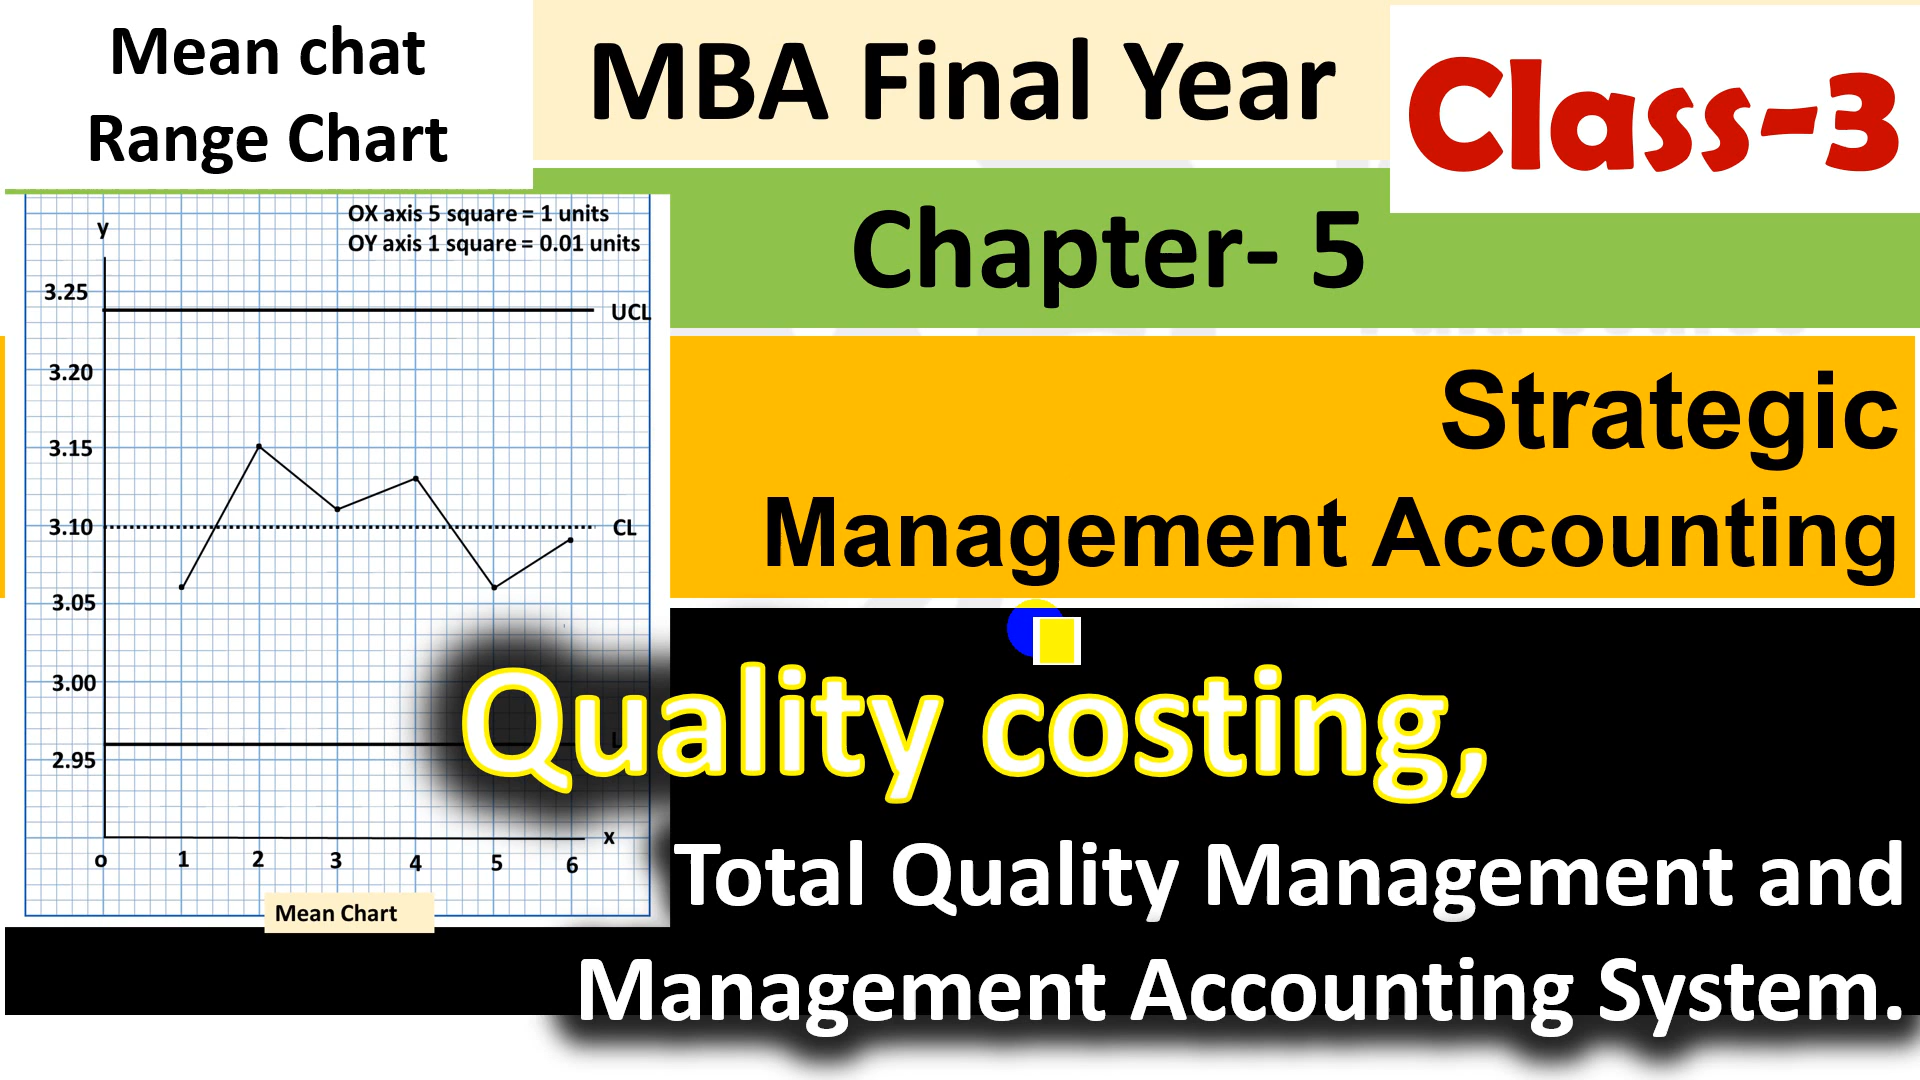 Mean chat
Range Chart
MBA Final Year
Class-3
Chapter- 5
Strategic
Management Accounting
Quality costing,
Total Quality Management and
Management Accounting System.
OX axis 5 square = 1 units
OY axis 1 square = 0.01 units
y
3.25
UCL
3.20
3.15
3.10
CL
3.05
3.00
2.95
x
o 1 2 3 4 5 6
Mean Chart